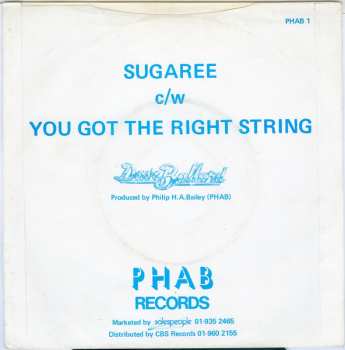 PHAB 1
SUGAREE
c/w
YOU GOT THE RIGHT STRING
Dave Ballard
Produced by Philip H.A.Bailey (PHAB)
PHAB
RECORDS
Marketed by salespeople 01-935 2465
Distributed by CBS Records 01-960 2155